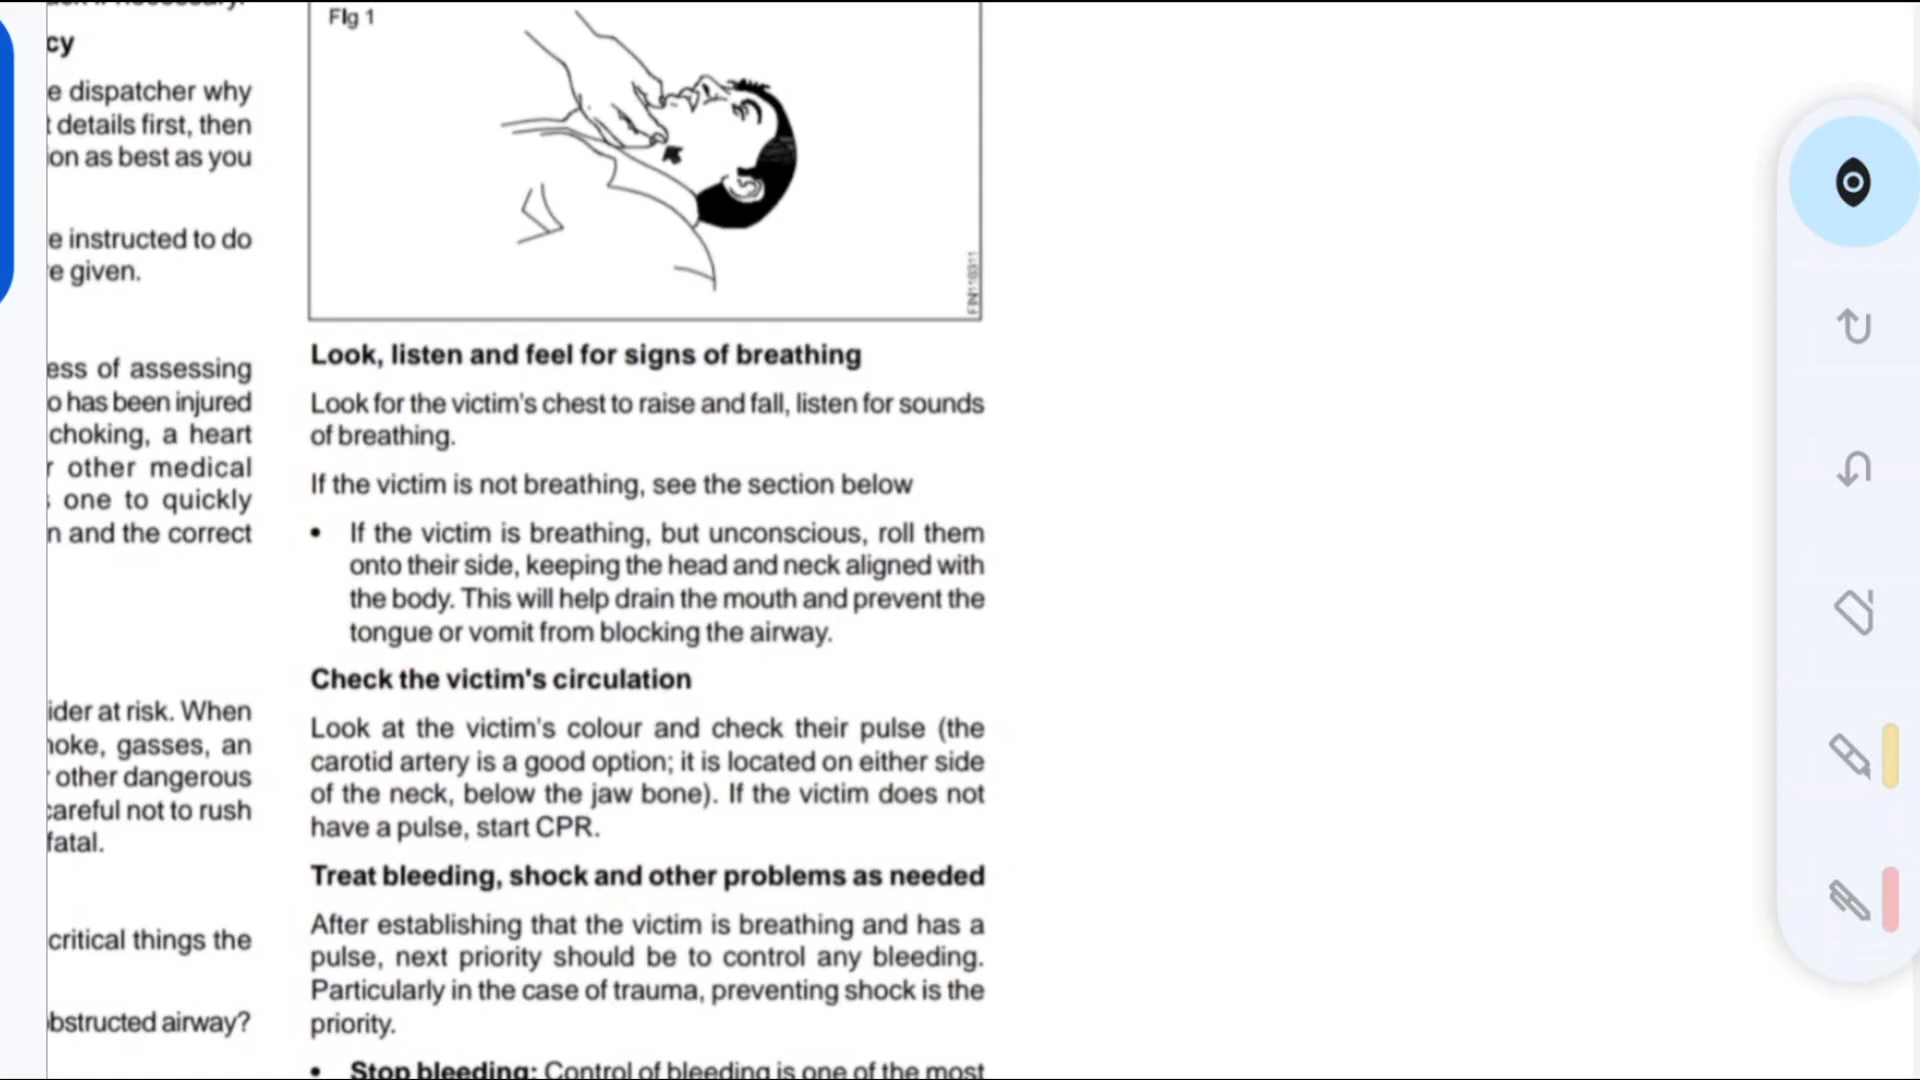 cy
e dispatcher why
details first, then
on as best as you
e instructed to do
e given.
ess of assessing
o has been injured
choking, a heart
r other medical
one to quickly
n and the correct
ider at risk. When
noke, gasses, an
other dangerous
careful not to rush
fatal.
critical things the
bstructed airway?
Fig 1
FIN110311
Look, listen and feel for signs of breathing
Look for the victim's chest to raise and fall, listen for sounds
of breathing.
If the victim is not breathing, see the section below
• If the victim is breathing, but unconscious, roll them
onto their side, keeping the head and neck aligned with
the body. This will help drain the mouth and prevent the
tongue or vomit from blocking the airway.
Check the victim's circulation
Look at the victim's colour and check their pulse (the
carotid artery is a good option; it is located on either side
of the neck, below the jaw bone). If the victim does not
have a pulse, start CPR.
Treat bleeding, shock and other problems as needed
After establishing that the victim is breathing and has a
pulse, next priority should be to control any bleeding.
Particularly in the case of trauma, preventing shock is the
priority.
• Stop bleeding: Control of bleeding is one of the most